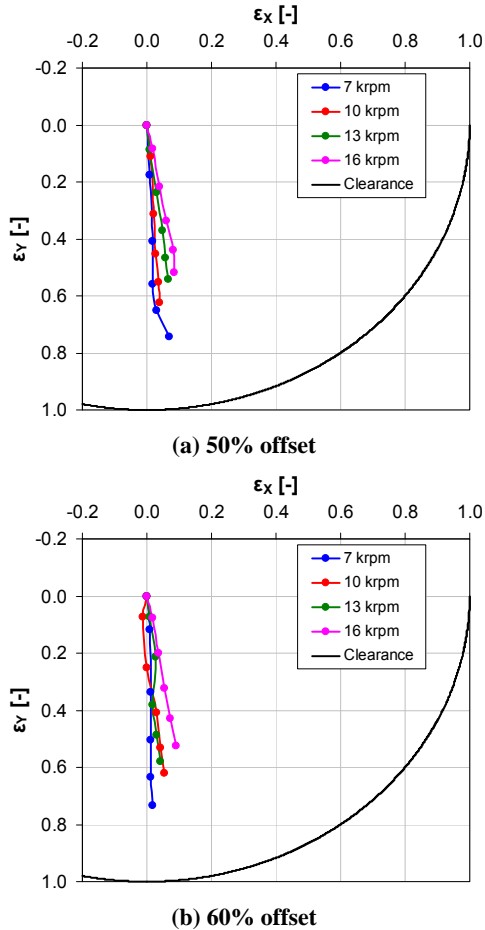 εX [-]
-0.2 0.0 0.2 0.4 0.6 0.8 1.0
-0.2
0.0
0.2
0.4
0.6
0.8
1.0
εY [-]
7 krpm
10 krpm
13 krpm
16 krpm
Clearance
(a) 50% offset
εX [-]
-0.2 0.0 0.2 0.4 0.6 0.8 1.0
-0.2
0.0
0.2
0.4
0.6
0.8
1.0
εY [-]
7 krpm
10 krpm
13 krpm
16 krpm
Clearance
(b) 60% offset